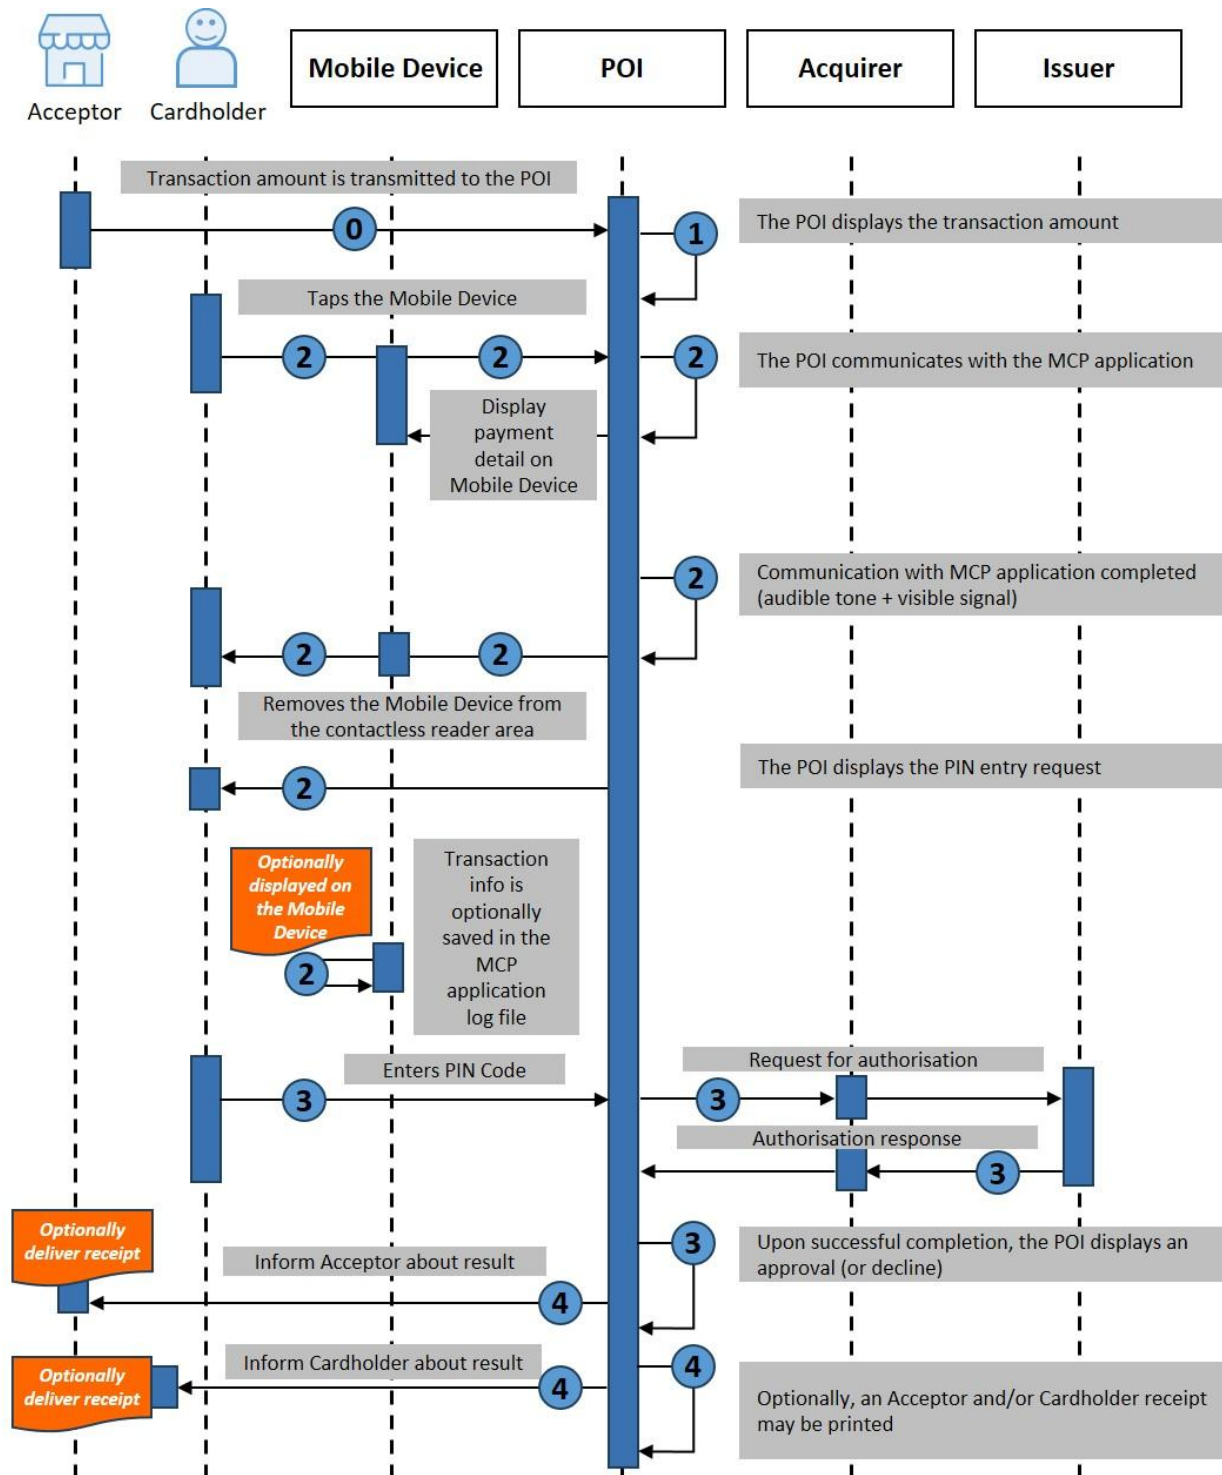 Acceptor
Cardholder
Mobile Device
POI
Acquirer
Issuer
Transaction amount is transmitted to the POI
0
1
The POI displays the transaction amount
Taps the Mobile Device
2
2
2
The POI communicates with the MCP application
Display
payment
detail on
Mobile Device
2
Communication with MCP application completed
(audible tone + visible signal)
2
2
Removes the Mobile Device from
the contactless reader area
The POI displays the PIN entry request
2
Optionally
displayed on
the Mobile
Device
2
Transaction
info is
optionally
saved in the
MCP
application
log file
Enters PIN Code
3
Request for authorisation
3
Authorisation response
3
Optionally
deliver receipt
Inform Acceptor about result
4
3
Upon successful completion, the POI displays an
approval (or decline)
Optionally
deliver receipt
Inform Cardholder about result
4
4
Optionally, an Acceptor and/or Cardholder receipt
may be printed